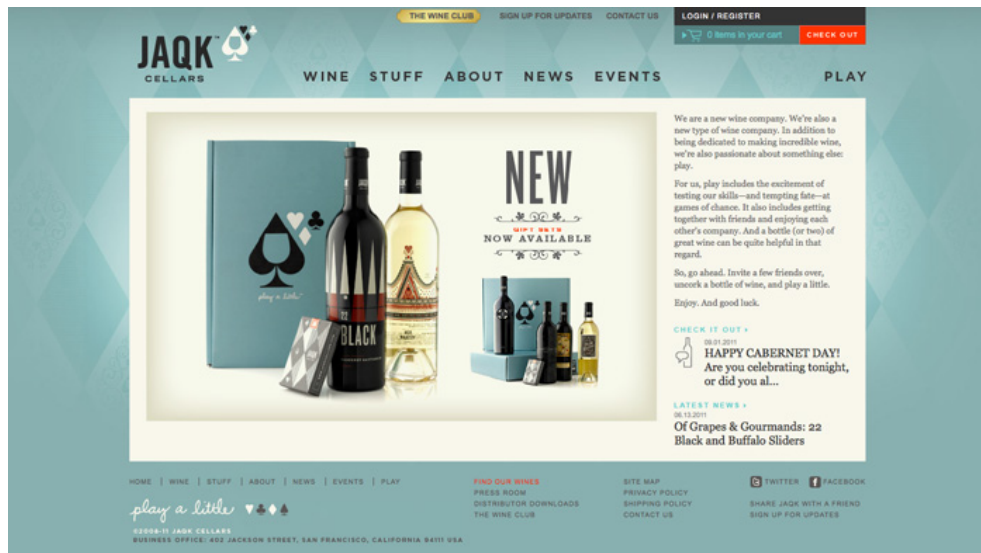 THE WINE CLUB
SIGN UP FOR UPDATES
CONTACT US
LOGIN / REGISTER
0 items in your cart
CHECK OUT
JAQK™
CELLARS
WINE
STUFF
ABOUT
NEWS
EVENTS
PLAY
play a little
22
BLACK
NEW
GIFT SETS
NOW AVAILABLE
We are a new wine company. We're also a
new type of wine company. In addition to
being dedicated to making incredible wine,
we're also passionate about something else:
play.
For us, play includes the excitement of
testing our skills—and tempting fate—at
games of chance. It also includes getting
together with friends and enjoying each
other's company. And a bottle (or two) of
great wine can be quite helpful in that
regard.
So, go ahead. Invite a few friends over,
uncork a bottle of wine, and play a little.
Enjoy. And good luck.
CHECK IT OUT
09.01.2011
HAPPY CABERNET DAY!
Are you celebrating tonight,
or did you al...
LATEST NEWS
06.13.2011
Of Grapes & Gourmands: 22
Black and Buffalo Sliders
HOME | WINE | STUFF | ABOUT | NEWS | EVENTS | PLAY
play a little
©2006-11 JAQK CELLARS
BUSINESS OFFICE: 402 JACKSON STREET, SAN FRANCISCO, CALIFORNIA 94111 USA
FIND OUR WINES
PRESS ROOM
DISTRIBUTOR DOWNLOADS
THE WINE CLUB
SITE MAP
PRIVACY POLICY
SHIPPING POLICY
CONTACT US
TWITTER
FACEBOOK
SHARE JAQK WITH A FRIEND
SIGN UP FOR UPDATES